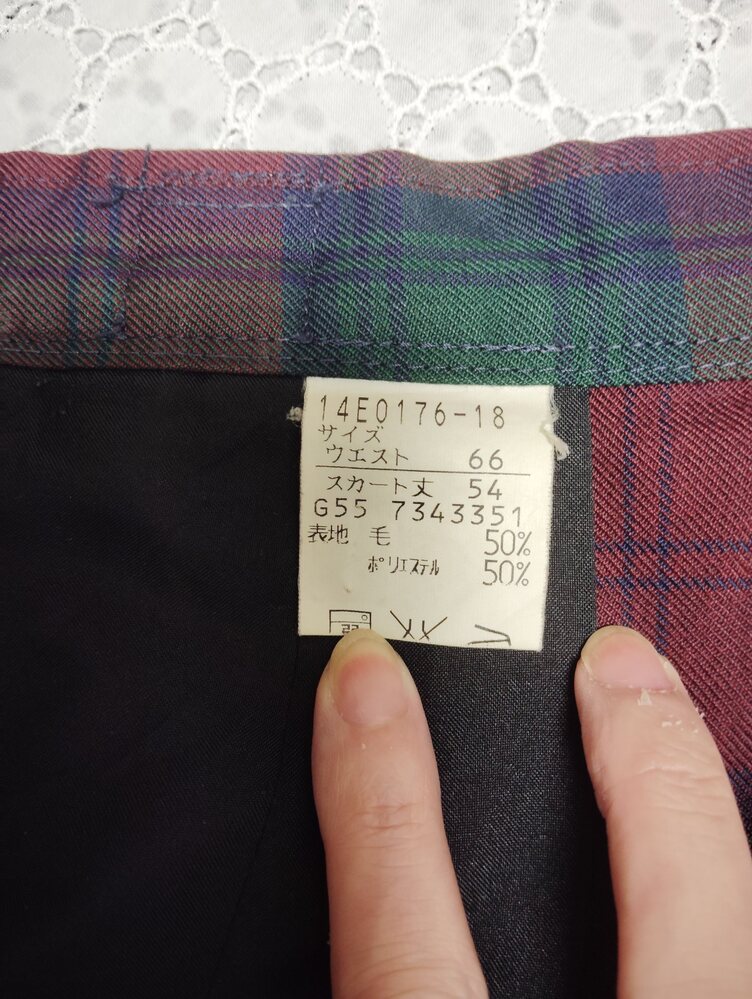 14E0176-18
サイズ
ウエスト 66
スカート丈 54
G55 7343351
表地 毛 50%
ポリエステル 50%
弱